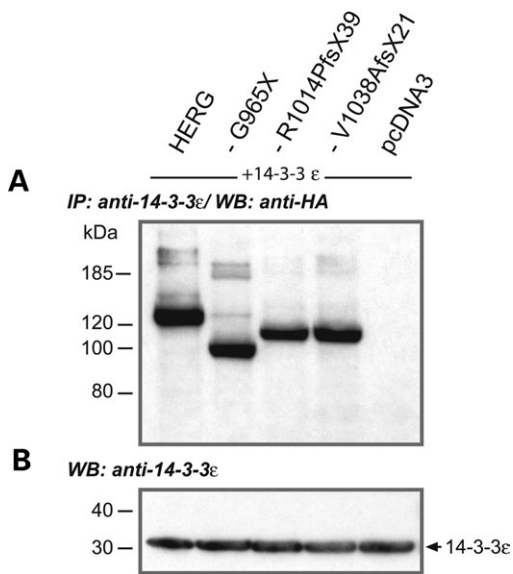 HERG
- G965X
- R1014PfsX39
- V1038AfsX21
pcDNA3
+14-3-3 ε
A
IP: anti-14-3-3ε/ WB: anti-HA
kDa
185
120
100
80
B
WB: anti-14-3-3ε
40
30
14-3-3ε